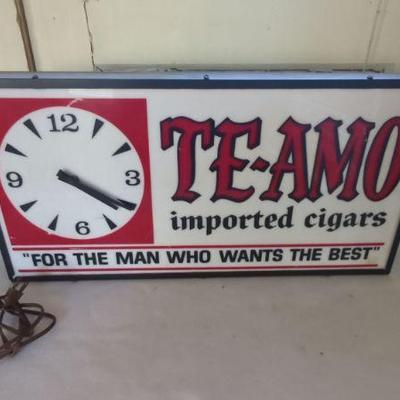 12
9 3
6
TE-AMO
imported cigars
"FOR THE MAN WHO WANTS THE BEST"